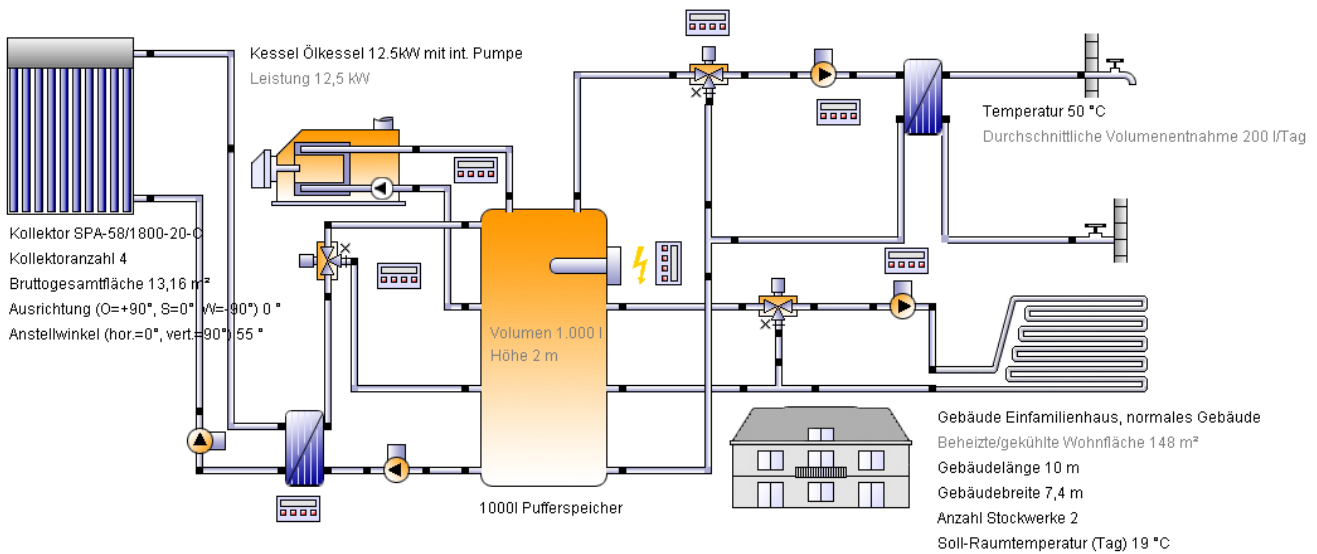 Kessel Ölkessel 12.5kW mit int. Pumpe
Leistung 12,5 kW
Temperatur 50 °C
Durchschnittliche Volumenentnahme 200 l/Tag
Kollektor SPA-58/1800-20-C
Kollektoranzahl 4
Bruttogesamtfläche 13,16 m²
Ausrichtung (O=+90°, S=0°, W=-90°) 0 °
Anstellwinkel (hor.=0°, vert.=90°) 55 °
Volumen 1.000 l
Höhe 2 m
1000l Pufferspeicher
Gebäude Einfamilienhaus, normales Gebäude
Beheizte/gekühlte Wohnfläche 148 m²
Gebäudelänge 10 m
Gebäudebreite 7,4 m
Anzahl Stockwerke 2
Soll-Raumtemperatur (Tag) 19 °C